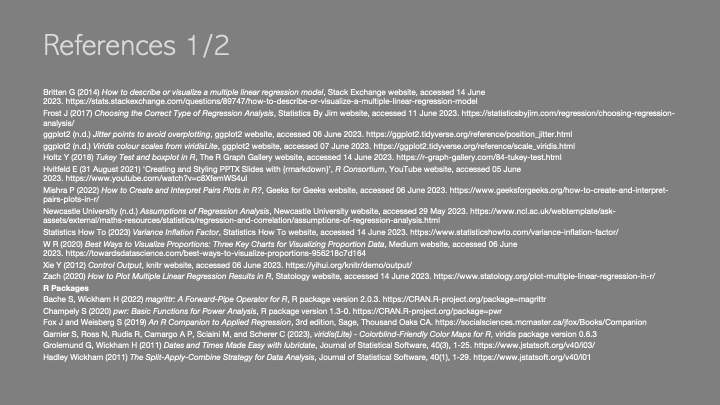 References 1/2
Britten G (2014) How to describe or visualize a multiple linear regression model, Stack Exchange website, accessed 14 June
2023. https://stats.stackexchange.com/questions/89747/how-to-describe-or-visualize-a-multiple-linear-regression-model
Frost J (2017) Choosing the Correct Type of Regression Analysis, Statistics By Jim website, accessed 11 June 2023. https://statisticsbyjim.com/regression/choosing-regression-
analysis/
ggplot2 (n.d.) Jitter points to avoid overplotting, ggplot2 website, accessed 06 June 2023. https://ggplot2.tidyverse.org/reference/position_jitter.html
ggplot2 (n.d.) Viridis colour scales from viridisLite, ggplot2 website, accessed 07 June 2023. https://ggplot2.tidyverse.org/reference/scale_viridis.html
Holtz Y (2018) Tukey Test and boxplot in R, The R Graph Gallery website, accessed 14 June 2023. https://r-graph-gallery.com/84-tukey-test.html
Hvitfeld E (31 August 2021) 'Creating and Styling PPTX Slides with {rmarkdown}', R Consortium, YouTube website, accessed 05 June
2023. https://www.youtube.com/watch?v=c8XfemWS4uI
Mishra P (2022) How to Create and Interpret Pairs Plots in R?, Geeks for Geeks website, accessed 06 June 2023. https://www.geeksforgeeks.org/how-to-create-and-interpret-
pairs-plots-in-r/
Newcastle University (n.d.) Assumptions of Regression Analysis, Newcastle University website, accessed 29 May 2023. https://www.ncl.ac.uk/webtemplate/ask-
assets/external/maths-resources/statistics/regression-and-correlation/assumptions-of-regression-analysis.html
Statistics How To (2023) Variance Inflation Factor, Statistics How To website, accessed 14 June 2023. https://www.statisticshowto.com/variance-inflation-factor/
W R (2020) Best Ways to Visualize Proportions: Three Key Charts for Visualizing Proportion Data, Medium website, accessed 06 June
2023. https://towardsdatascience.com/best-ways-to-visualize-proportions-956218c7d164
Xie Y (2012) Control Output, knitr website, accessed 06 June 2023. https://yihui.org/knitr/demo/output/
Zach (2020) How to Plot Multiple Linear Regression Results in R, Statology website, accessed 14 June 2023. https://www.statology.org/plot-multiple-linear-regression-in-r/
R Packages
Bache S, Wickham H (2022) magrittr: A Forward-Pipe Operator for R, R package version 2.0.3. https://CRAN.R-project.org/package=magrittr
Champely S (2020) pwr: Basic Functions for Power Analysis, R package version 1.3-0. https://CRAN.R-project.org/package=pwr
Fox J and Weisberg S (2019) An R Companion to Applied Regression, 3rd edition, Sage, Thousand Oaks CA. https://socialsciences.mcmaster.ca/jfox/Books/Companion
Garnier S, Ross N, Rudis R, Camargo A P, Sciaini M, and Scherer C (2023), viridis(Lite) - Colorblind-Friendly Color Maps for R, viridis package version 0.6.3
Grolemund G, Wickham H (2011) Dates and Times Made Easy with lubridate, Journal of Statistical Software, 40(3), 1-25. https://www.jstatsoft.org/v40/i03/
Hadley Wickham (2011) The Split-Apply-Combine Strategy for Data Analysis, Journal of Statistical Software, 40(1), 1-29. https://www.jstatsoft.org/v40/i01